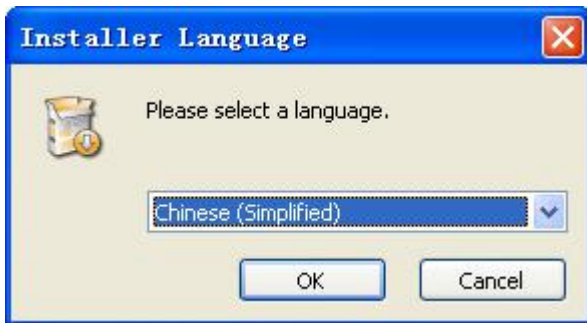 Installer Language
Please select a language.
Chinese (Simplified)
OK
Cancel